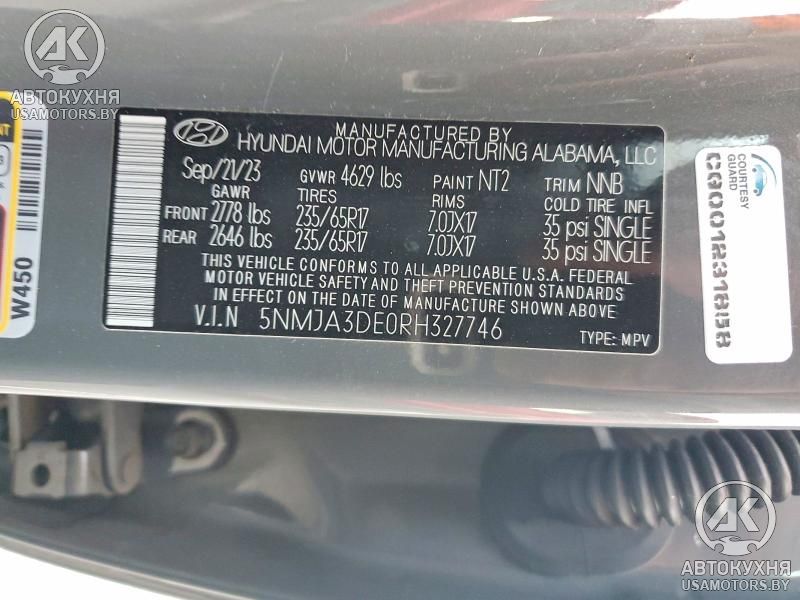 АВТОКУХНЯ
USAMOTORS.BY
W450
MANUFACTURED BY
HYUNDAI MOTOR MANUFACTURING ALABAMA, LLC
Sep/21/23 GVWR 4629 lbs PAINT NT2 TRIM NNB
GAWR TIRES RIMS COLD TIRE INFL
FRONT 2778 lbs 235/65R17 7.0JX17 35 psi SINGLE
REAR 2646 lbs 235/65R17 7.0JX17 35 psi SINGLE
THIS VEHICLE CONFORMS TO ALL APPLICABLE U.S.A. FEDERAL
MOTOR VEHICLE SAFETY AND THEFT PREVENTION STANDARDS
IN EFFECT ON THE DATE OF MANUFACTURE SHOWN ABOVE
V.I.N 5NMJA3DE0RH327746 TYPE: MPV
COURTESY
GUARD
CG0012318158
АВТОКУХНЯ
USAMOTORS.BY